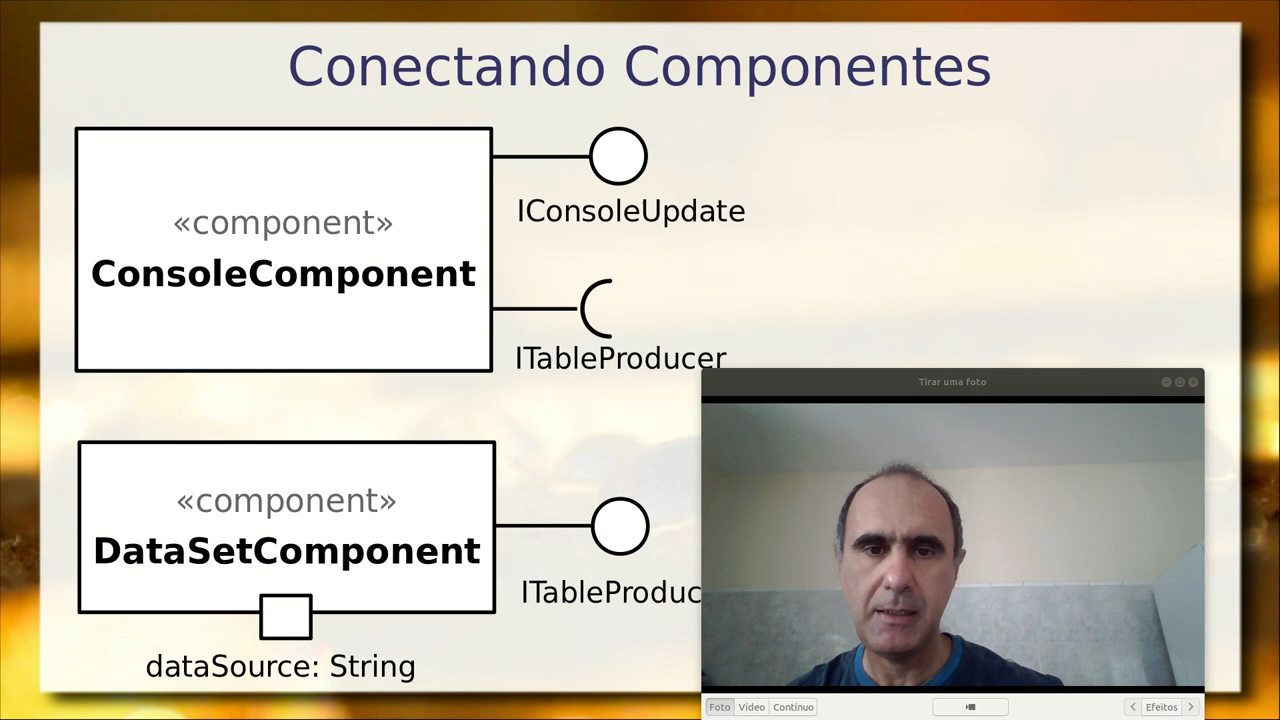 Conectando Componentes
«component»
ConsoleComponent
IConsoleUpdate
ITableProducer
«component»
DataSetComponent
ITableProduc
dataSource: String
Tirar uma foto
Foto Vídeo Contínuo
Efeitos